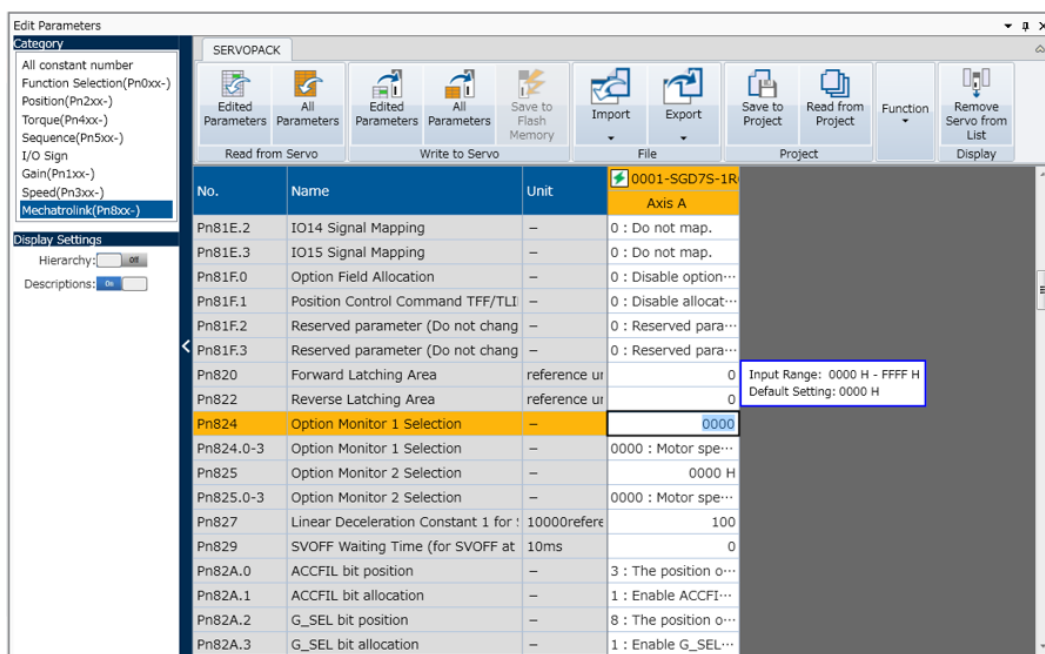 Edit Parameters
Category
All constant number
Function Selection(Pn0xx-)
Position(Pn2xx-)
Torque(Pn4xx-)
Sequence(Pn5xx-)
I/O Sign
Gain(Pn1xx-)
Speed(Pn3xx-)
Mechatrolink(Pn8xx-)
Display Settings
Hierarchy: Off
Descriptions: On
SERVOPACK
Edited Parameters
All Parameters
Read from Servo
Edited Parameters
All Parameters
Save to Flash Memory
Write to Servo
Import
Export
File
Save to Project
Read from Project
Project
Function
Remove Servo from List
Display
No. Name Unit 0001-SGD7S-1R
Axis A
Pn81E.2 IO14 Signal Mapping – 0 : Do not map.
Pn81E.3 IO15 Signal Mapping – 0 : Do not map.
Pn81F.0 Option Field Allocation – 0 : Disable option···
Pn81F.1 Position Control Command TFF/TLI – 0 : Disable allocat···
Pn81F.2 Reserved parameter (Do not chang – 0 : Reserved para···
Pn81F.3 Reserved parameter (Do not chang – 0 : Reserved para···
Pn820 Forward Latching Area reference ur 0
Pn822 Reverse Latching Area reference ur 0
Input Range: 0000 H - FFFF H
Default Setting: 0000 H
Pn824 Option Monitor 1 Selection – 0000
Pn824.0-3 Option Monitor 1 Selection – 0000 : Motor spe···
Pn825 Option Monitor 2 Selection – 0000 H
Pn825.0-3 Option Monitor 2 Selection – 0000 : Motor spe···
Pn827 Linear Deceleration Constant 1 for 10000refere 100
Pn829 SVOFF Waiting Time (for SVOFF at 10ms 0
Pn82A.0 ACCFIL bit position – 3 : The position o···
Pn82A.1 ACCFIL bit allocation – 1 : Enable ACCFI···
Pn82A.2 G_SEL bit position – 8 : The position o···
Pn82A.3 G_SEL bit allocation – 1 : Enable G_SEL···